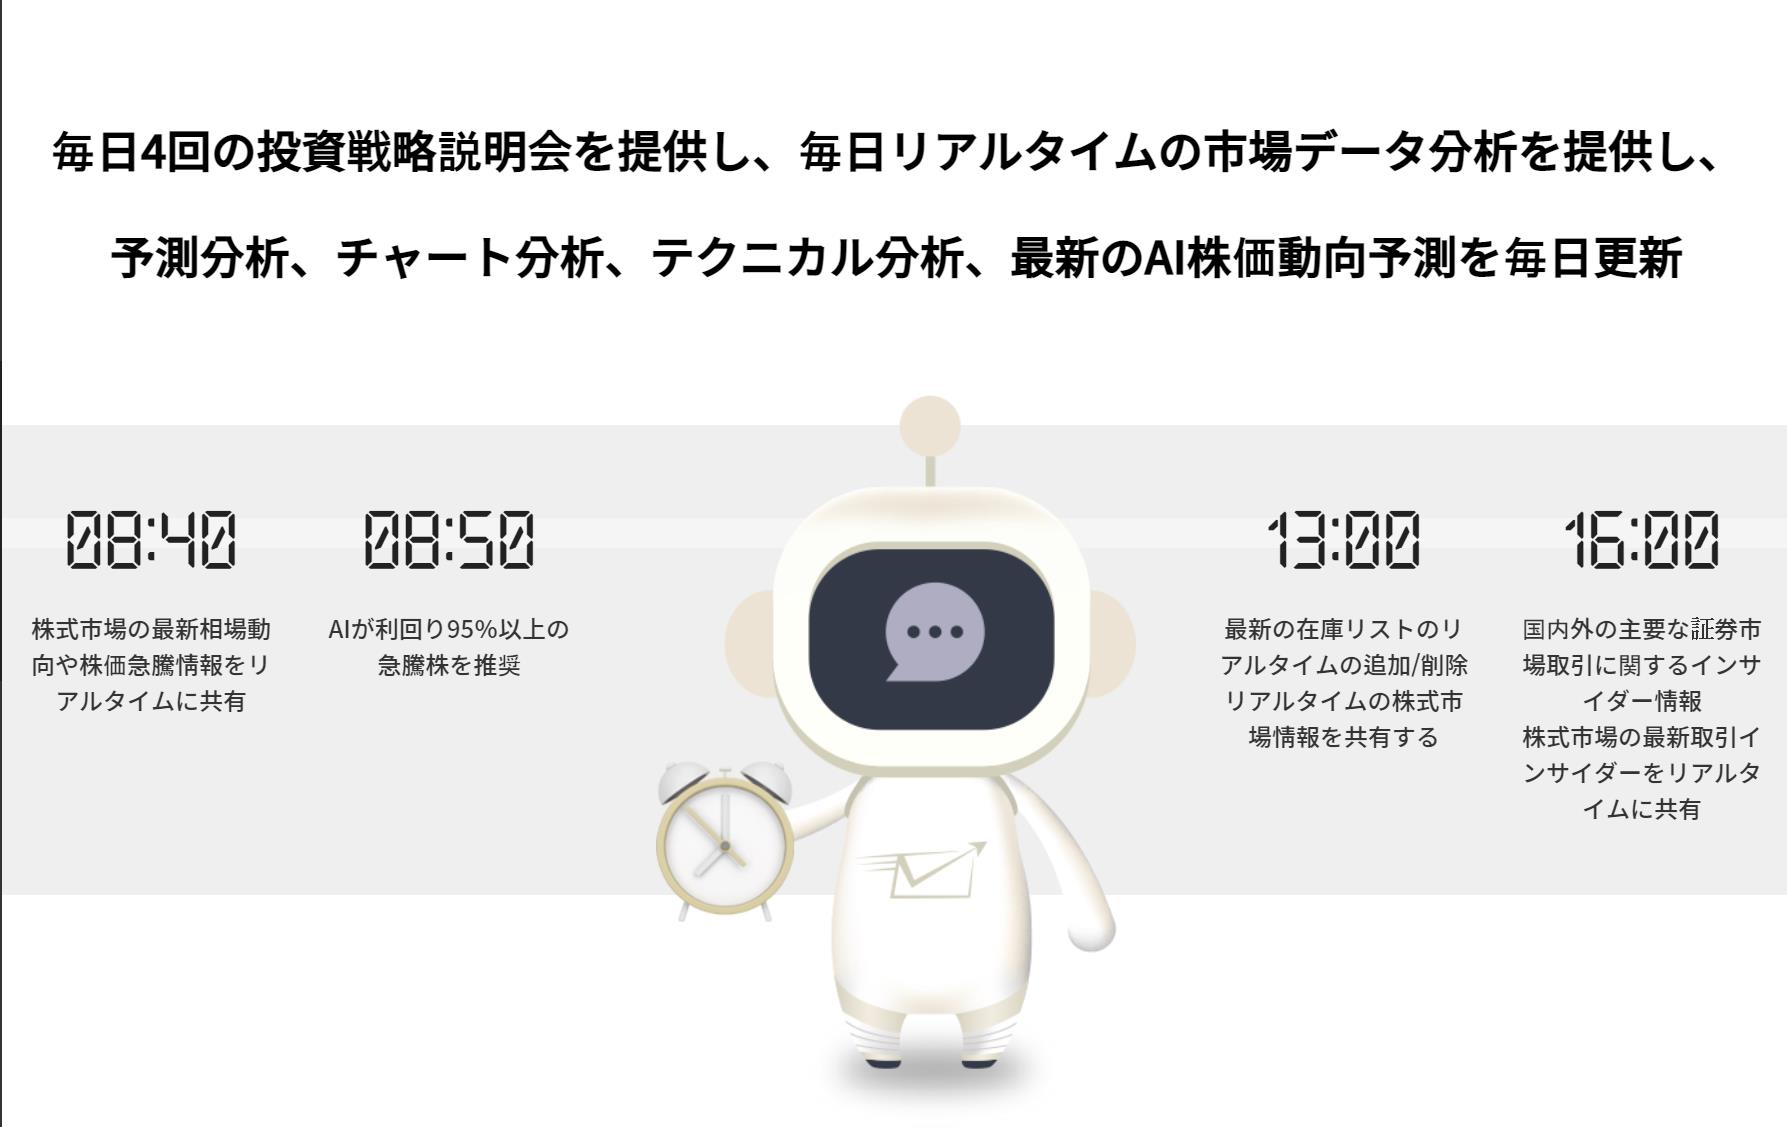 毎日4回の投資戦略説明会を提供し、毎日リアルタイムの市場データ分析を提供し、
予測分析、チャート分析、テクニカル分析、最新のAI株価動向予測を毎日更新
08:40
株式市場の最新相場動
向や株価急騰情報をリ
アルタイムに共有
08:50
AIが利回り95%以上の
急騰株を推奨
13:00
最新の在庫リストのリ
アルタイムの追加/削除
リアルタイムの株式市
場情報を共有する
16:00
国内外の主要な証券市
場取引に関するインサ
イダー情報
株式市場の最新取引イ
ンサイダーをリアルタ
イムに共有